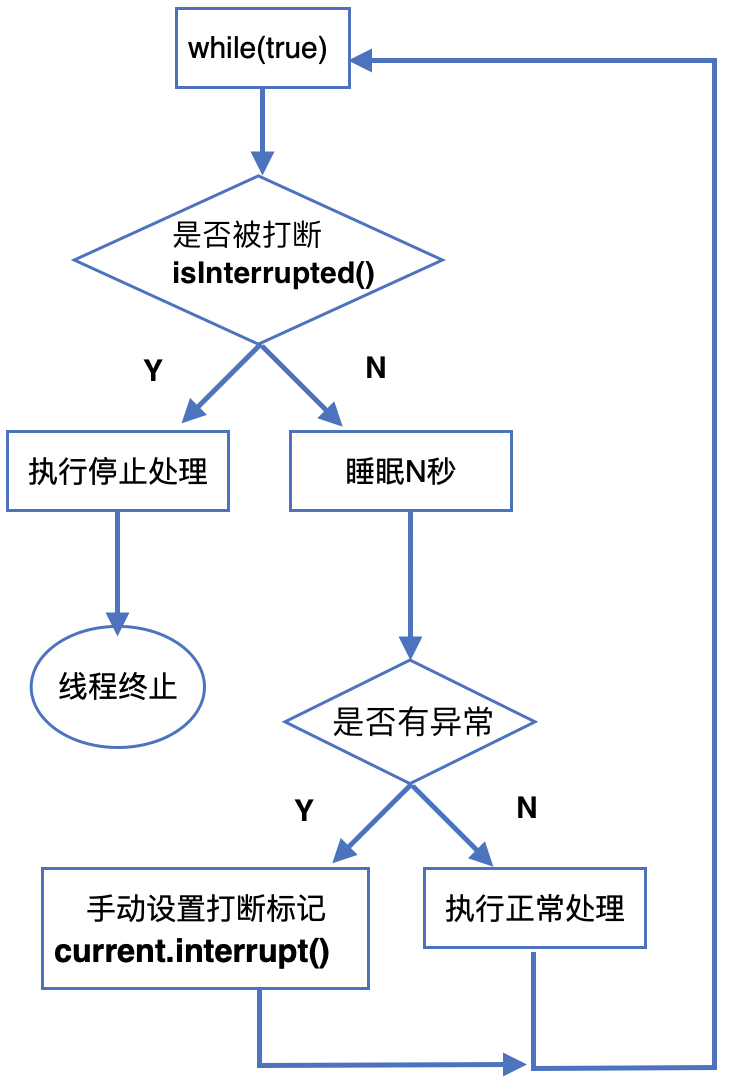 while(true)
是否被打断
isInterrupted()
Y
N
执行停止处理
睡眠N秒
线程终止
是否有异常
Y
N
手动设置打断标记
current.interrupt()
执行正常处理